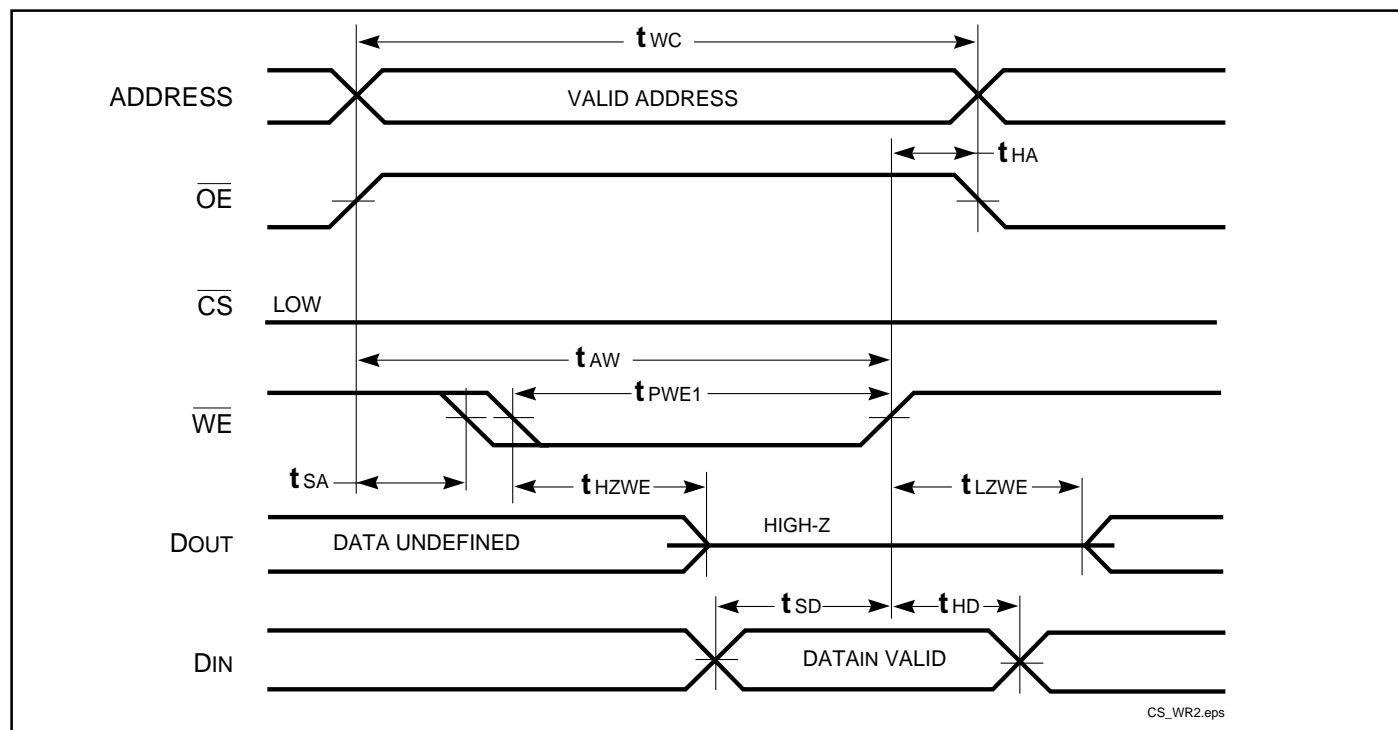 tWC
ADDRESS
VALID ADDRESS
tHA
OE
CS
LOW
tAW
tPWE1
WE
tSA
tHZWE
tLZWE
DOUT
DATA UNDEFINED
HIGH-Z
tSD
tHD
DIN
DATAIN VALID
CS_WR2.eps